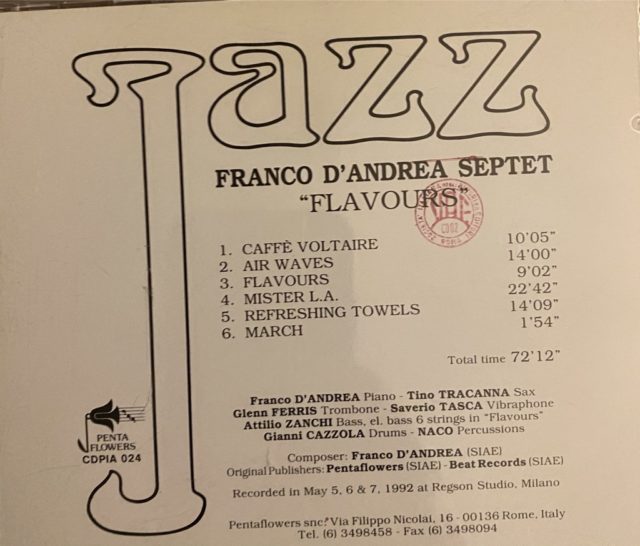 Jazz
FRANCO D'ANDREA SEPTET
"FLAVOURS"
1. CAFFÈ VOLTAIRE 10'05"
2. AIR WAVES 14'00"
3. FLAVOURS 9'02"
4. MISTER L.A. 22'42"
5. REFRESHING TOWELS 14'09"
6. MARCH 1'54"
Total time 72'12"
Franco D'ANDREA Piano - Tino TRACANNA Sax
Glenn FERRIS Trombone - Saverio TASCA Vibraphone
Attilio ZANCHI Bass, el. bass 6 strings in "Flavours"
Gianni CAZZOLA Drums - NACO Percussions
Composer: Franco D'ANDREA (SIAE)
Original Publishers: Pentaflowers (SIAE) - Beat Records (SIAE)
Recorded in May 5, 6 & 7, 1992 at Regson Studio, Milano
Pentaflowers snc: Via Filippo Nicolai, 16 - 00136 Rome, Italy
Tel. (6) 3498458 - Fax (6) 3498094
PENTA
FLOWERS
CDPIA 024
ROMA